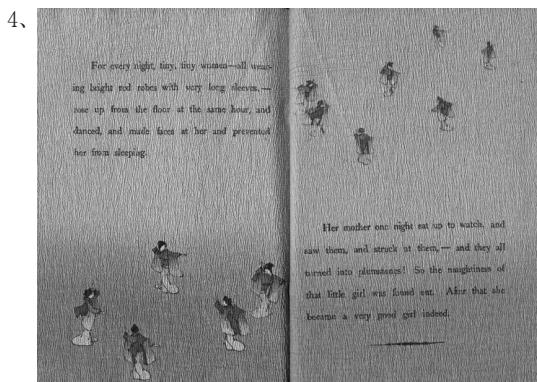 4、
For every night, tiny, tiny women—all wear-
ing bright red robes with very long sleeves,—
rose up from the floor at the same hour, and
danced, and made faces at her and prevented
her from sleeping.
Her mother one night sat up to watch, and
saw them, and struck at them,— and they all
turned into plumstones! So the naughtiness of
that little girl was found out. After that she
became a very good girl indeed.